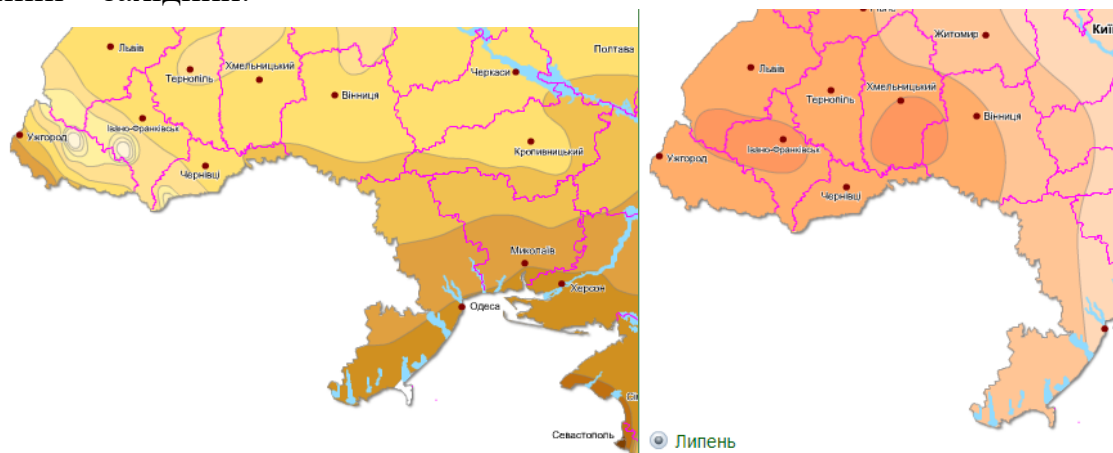 Львів
Полтава
Тернопіль
Хмельницький
Черкаси
Вінниця
Ужгород
Івано-Франківськ
Чернівці
Кропивницький
Миколаїв
Херсон
Одеса
Севастополь
Житомир
Киї
Львів
Тернопіль
Хмельницький
Вінниця
Ужгород
Івано-Франківськ
Чернівці
Липень